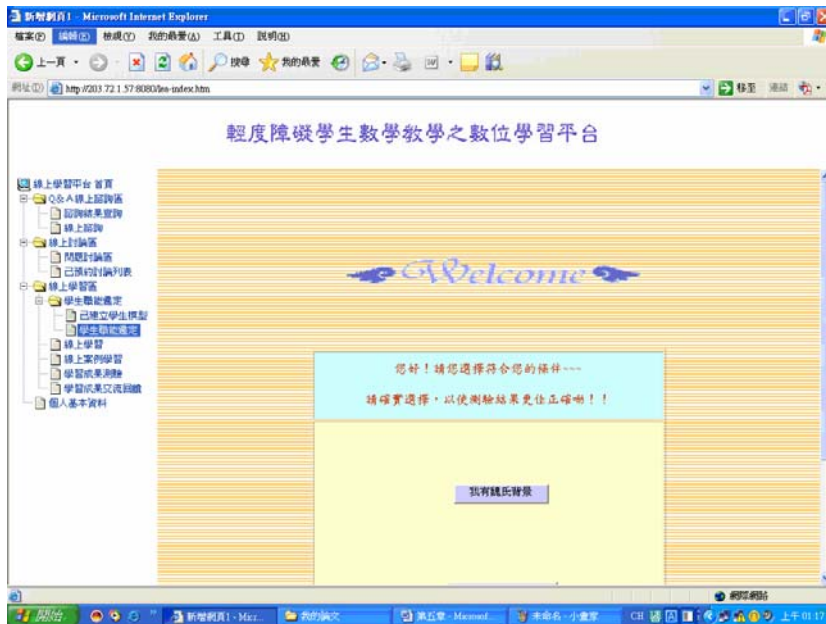 新增網頁1 - Microsoft Internet Explorer
檔案(F) 編輯(E) 檢視(V) 我的最愛(A) 工具(T) 說明(H)
上一頁 搜尋 我的最愛
網址(D) http://203.72.1.57:8080/lea-index.htm 移至 連結
輕度障礙學生數學教學之數位學習平台
線上學習平台 首頁
Q&A線上諮詢區
諮詢結果查詢
線上諮詢
線上討論區
問題討論區
已預約討論列表
線上學習區
學生職能鑑定
已建立學生模型
學生職能鑑定
線上學習
線上案例學習
學習成果測驗
學習成果交流回饋
個人基本資料
Welcome
您好！請您選擇符合您的條件~~~
請確實選擇，以使測驗結果更佳正確喲！！
我有魏氏背景
網際網路
開始 新增網頁1 - Micr... 我的論文 第五章 - Microsof... 未命名 - 小畫家 CH 上午 01:17